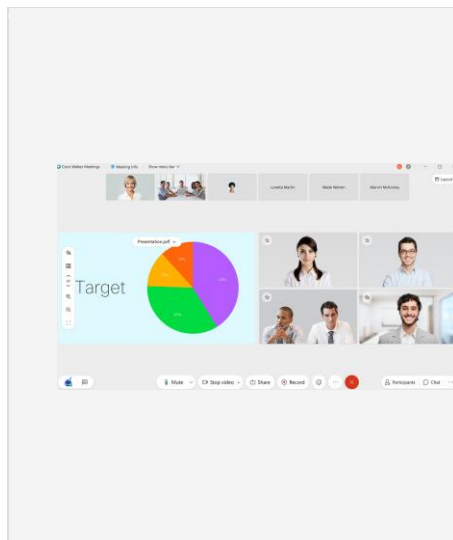 Cisco Webex Meetings
Meeting Info
Show menu bar
Layout
Loretta Martin
Wade Warren
Marvin McKinney
Presentation.pdf
Target
Mute
Stop video
Share
Record
Participants
Chat